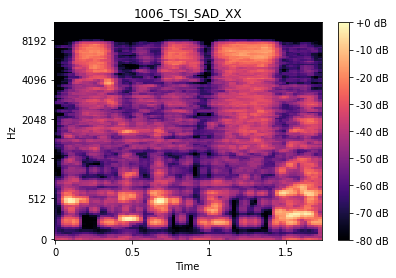 1006_TSI_SAD_XX
+0 dB
8192
-10 dB
4096
-20 dB
-30 dB
2048
-40 dB
Hz
1024
-50 dB
512
-60 dB
-70 dB
0
-80 dB
0
0.5
1
1.5
Time